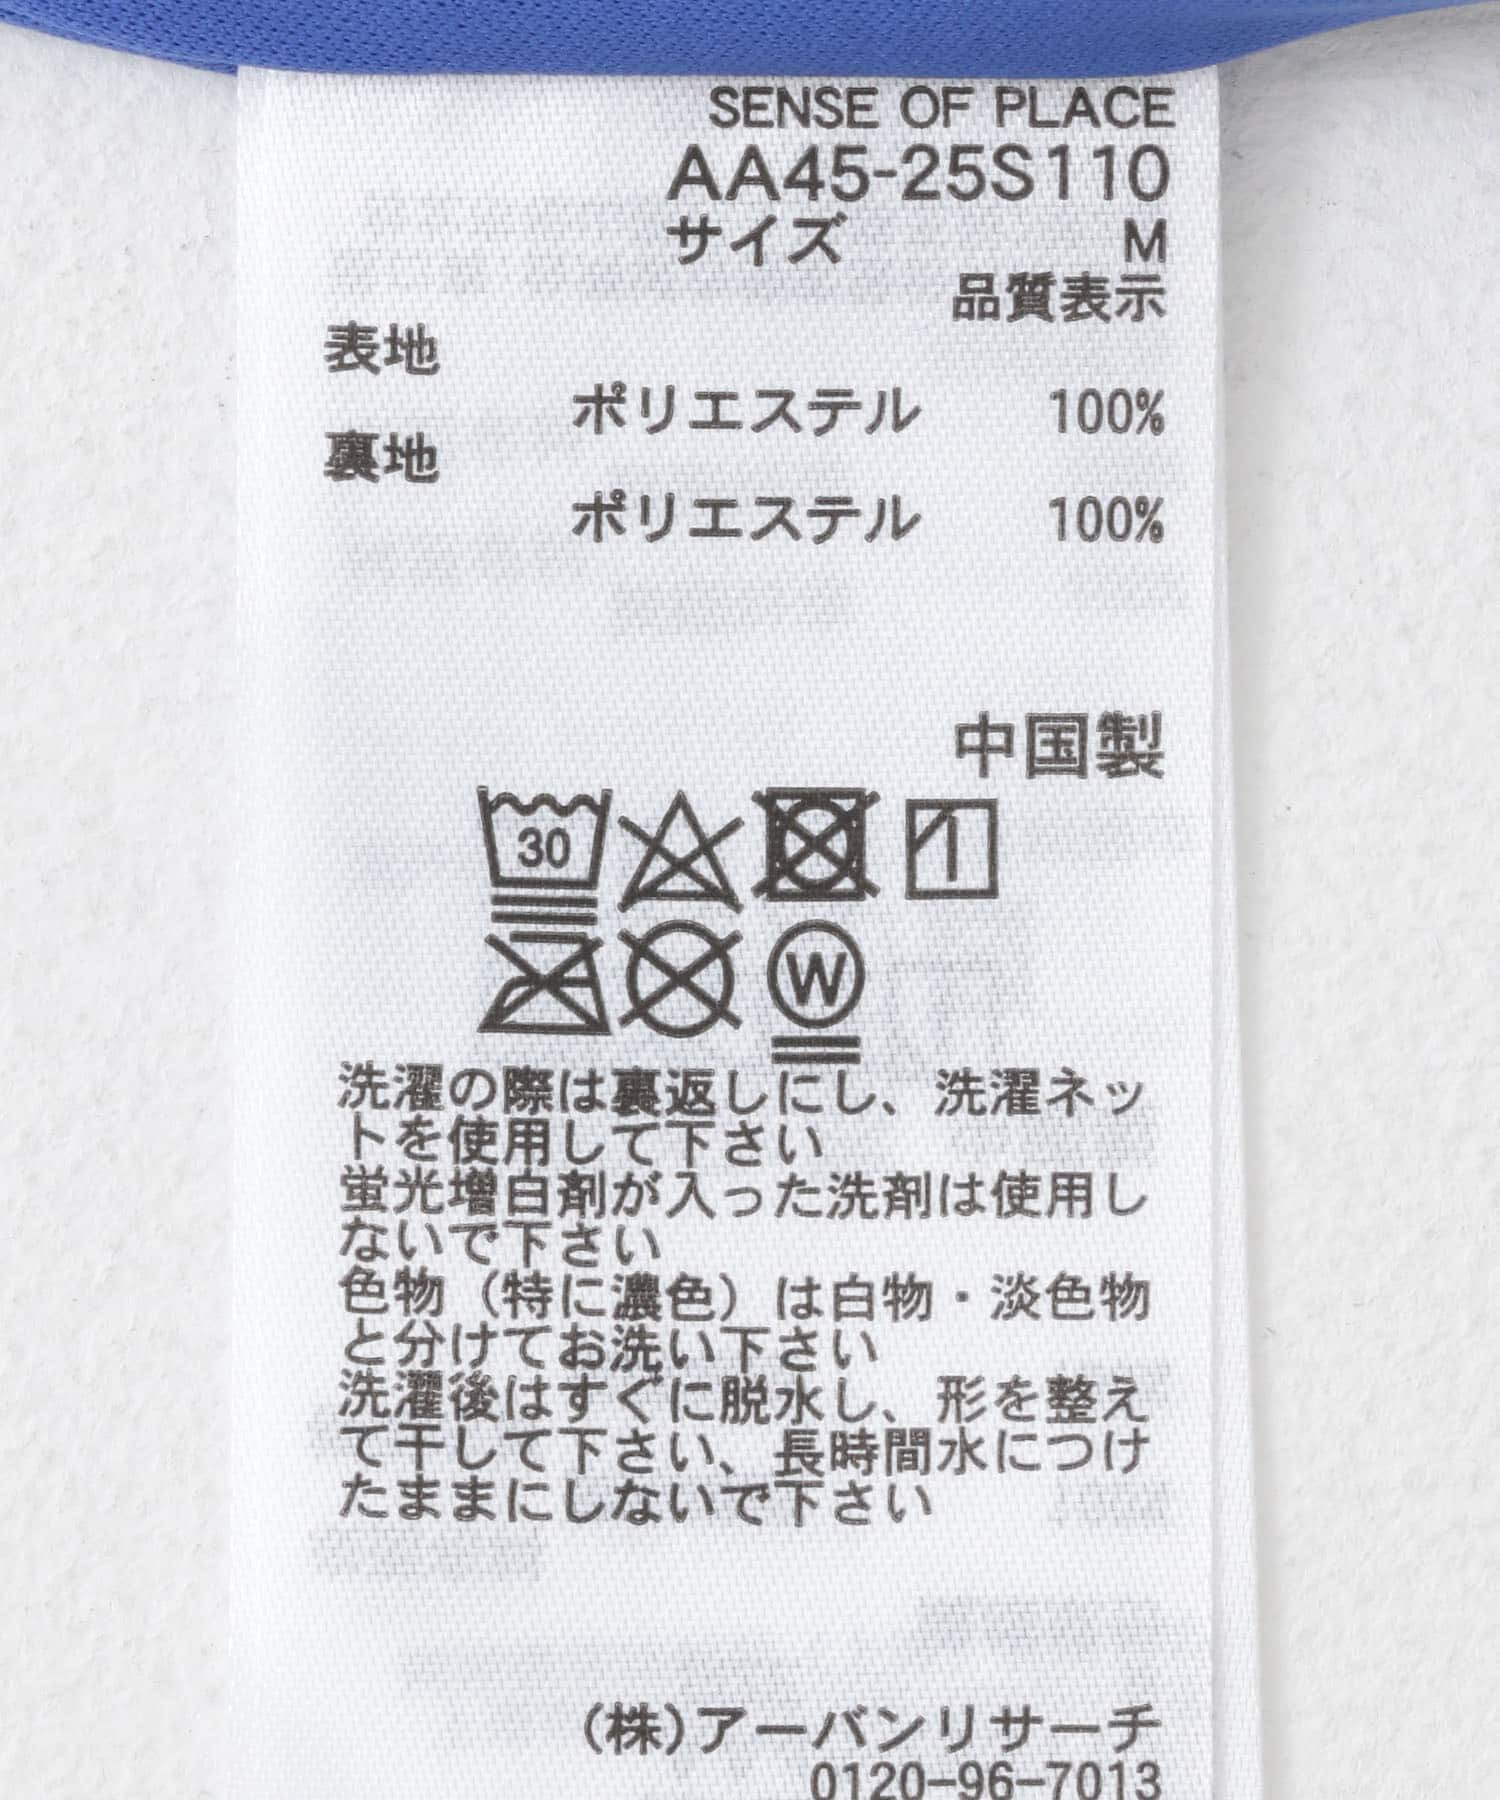 SENSE OF PLACE
AA45-25S110
サイズ M
品質表示
表地
ポリエステル 100%
裏地
ポリエステル 100%
中国製
30
W
洗濯の際は裏返しにし、洗濯ネッ
トを使用して下さい
蛍光増白剤が入った洗剤は使用し
ないで下さい
色物（特に濃色）は白物・淡色物
と分けてお洗い下さい
洗濯後はすぐに脱水し、形を整え
て干して下さい、長時間水につけ
たままにしないで下さい
(株)アーバンリサーチ
0120-96-7013